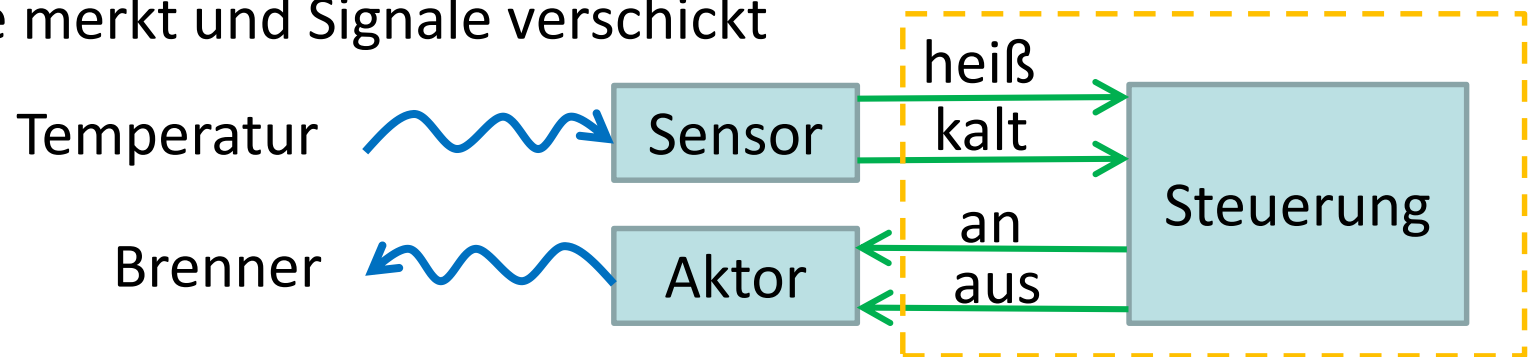 e merkt und Signale verschickt
heiß
Temperatur
Sensor
kalt
Steuerung
an
Brenner
Aktor
aus